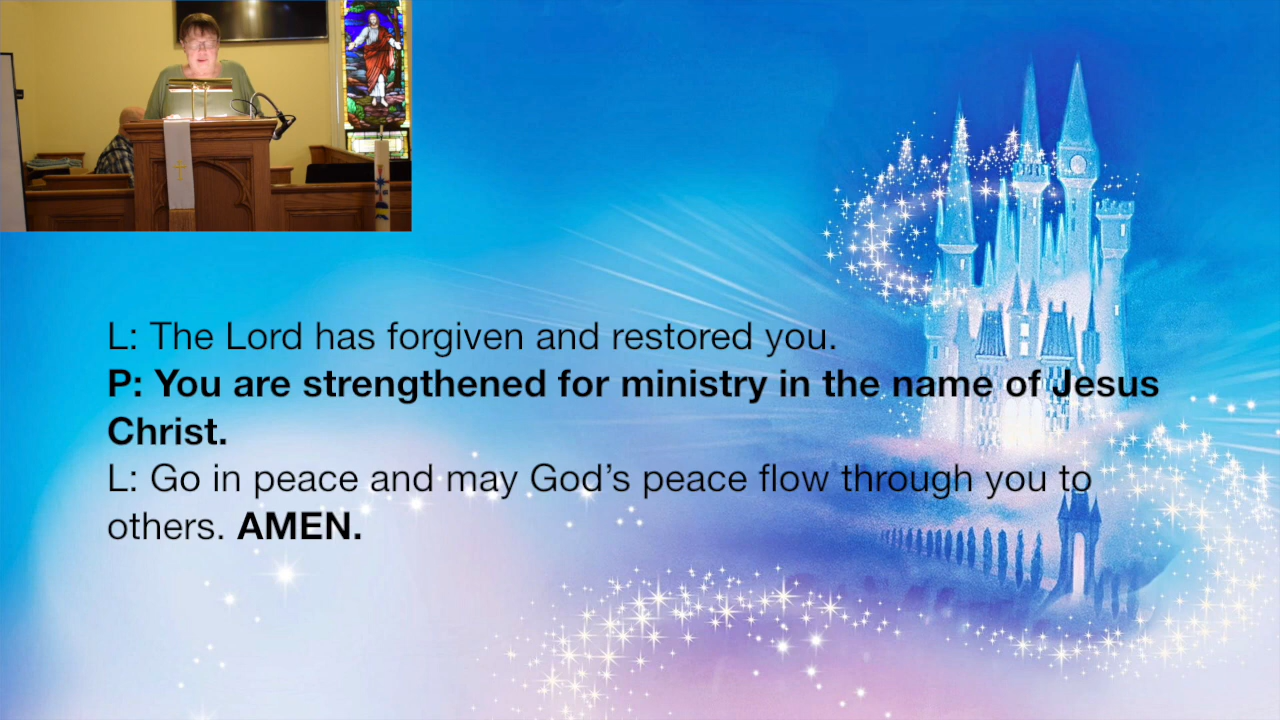 L: The Lord has forgiven and restored you.
P: You are strengthened for ministry in the name of Jesus
Christ.
L: Go in peace and may God’s peace flow through you to
others. AMEN.